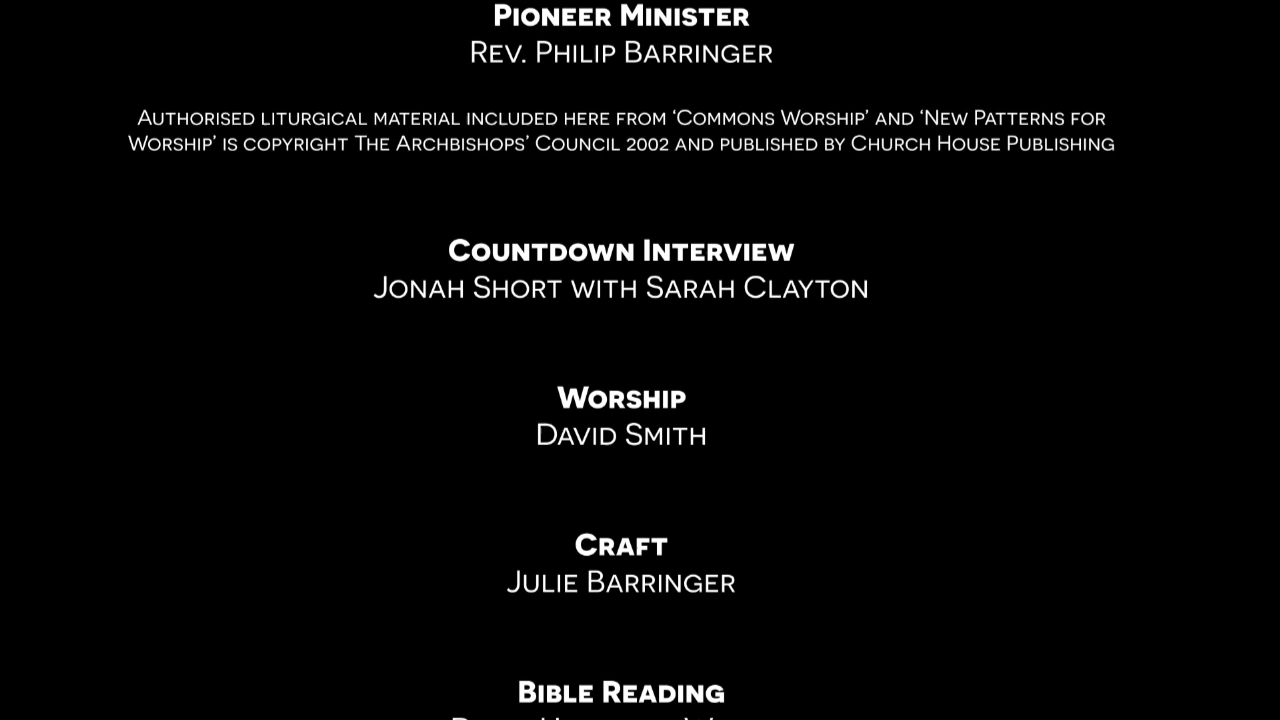 Pioneer Minister
Rev. Philip Barringer
Authorised liturgical material included here from ‘Commons Worship’ and ‘New Patterns for
Worship’ is copyright The Archbishops’ Council 2002 and published by Church House Publishing
Countdown Interview
Jonah Short with Sarah Clayton
Worship
David Smith
Craft
Julie Barringer
Bible Reading